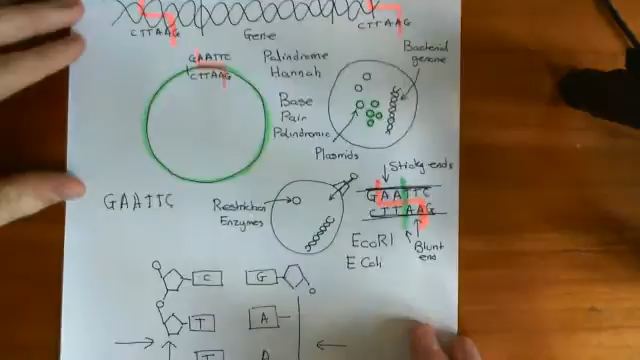 CTTAAG
CTTAAG
Gene
GAATTC
CTTAAG
Palindrome
Hannah
Bacterial
genome
Base
Pair
Palindromic
Plasmids
Sticky ends
GAATTC
Restriction
Enzymes
GAATTC
CTTAAG
EcoRI
E Coli
Blunt
end
C
G
T
A
T
A